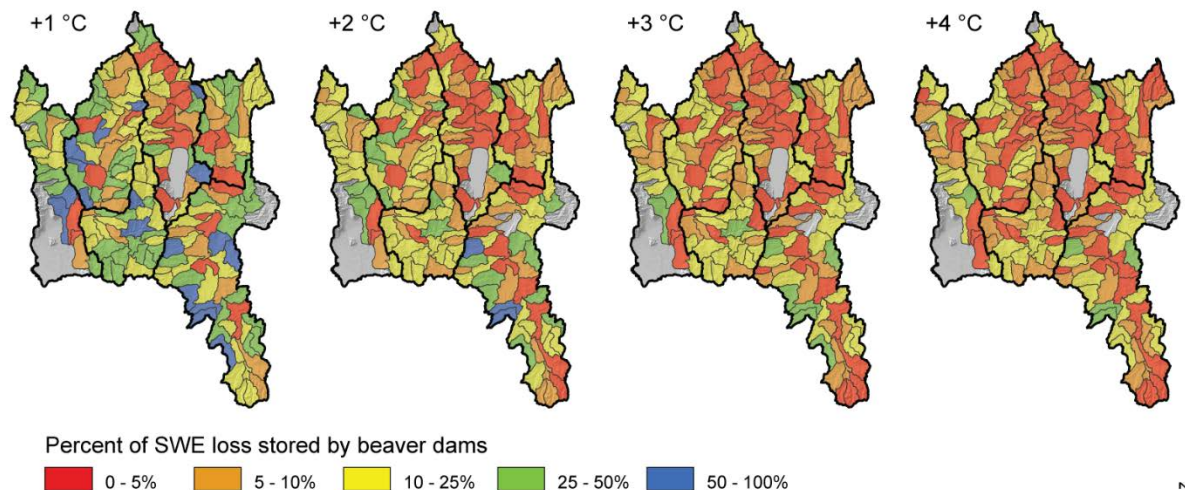 +1 °C +2 °C +3 °C +4 °C
Percent of SWE loss stored by beaver dams
0 - 5% 5 - 10% 10 - 25% 25 - 50% 50 - 100%